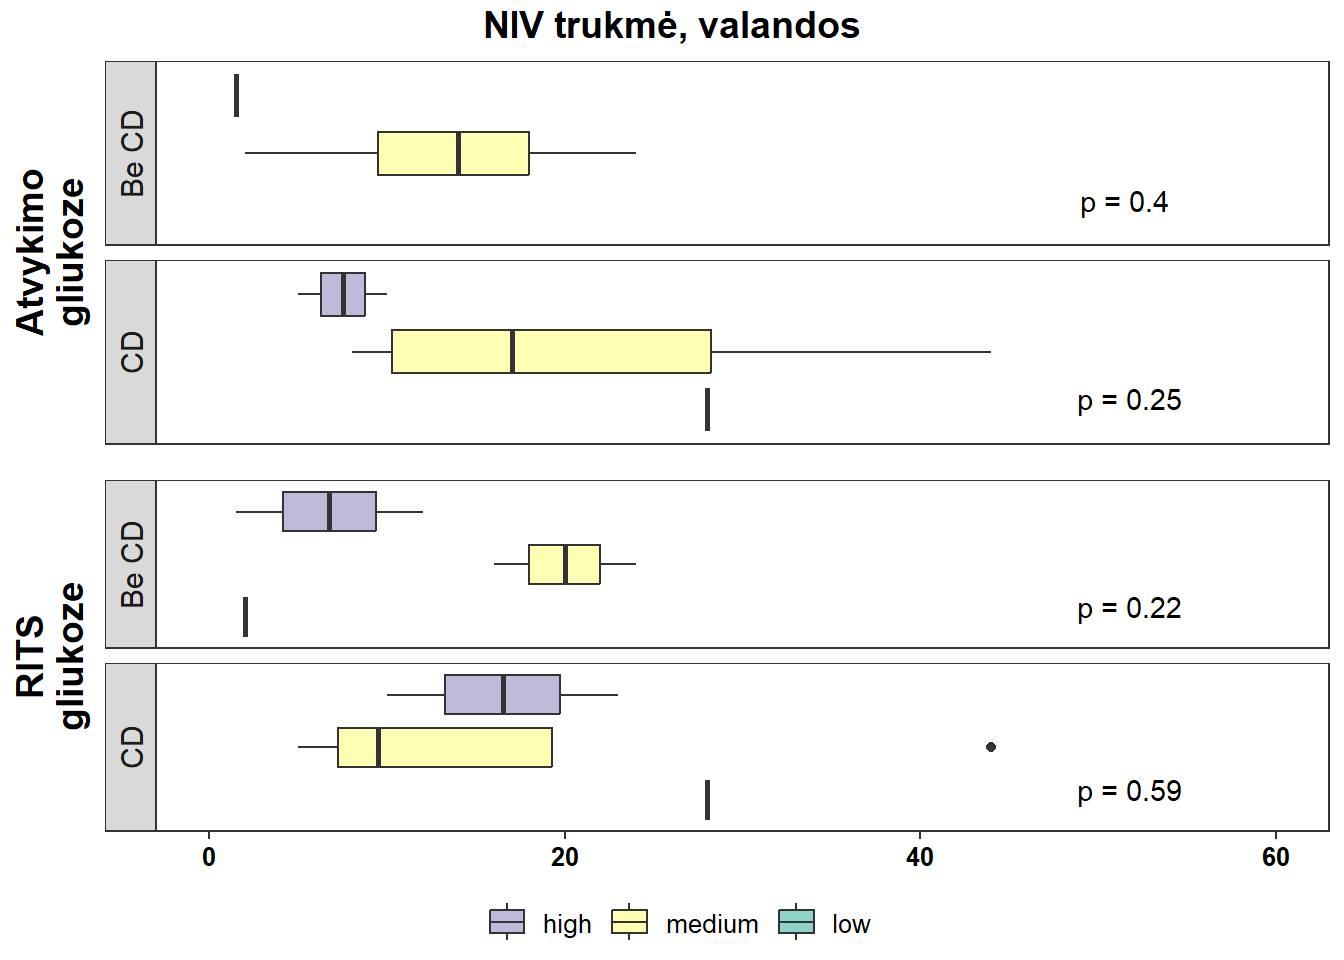 NIV trukmė, valandos
Atvykimo
gliukoze
Be CD
p = 0.4
CD
p = 0.25
RITS
gliukoze
Be CD
p = 0.22
CD
p = 0.59
0 20 40 60
high medium low